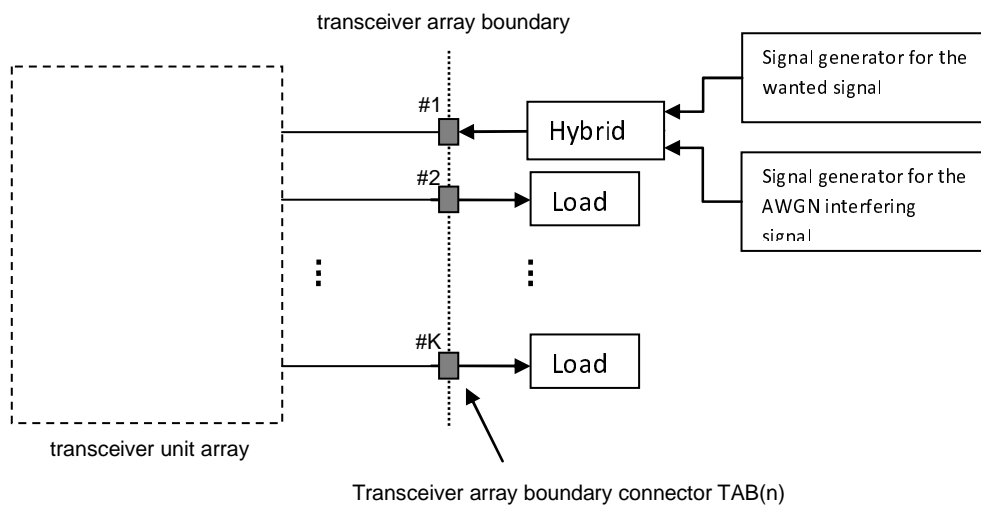 transceiver array boundary
Signal generator for the
wanted signal
#1
Hybrid
#2
Load
Signal generator for the
AWGN interfering
signal
#K
Load
transceiver unit array
Transceiver array boundary connector TAB(n)